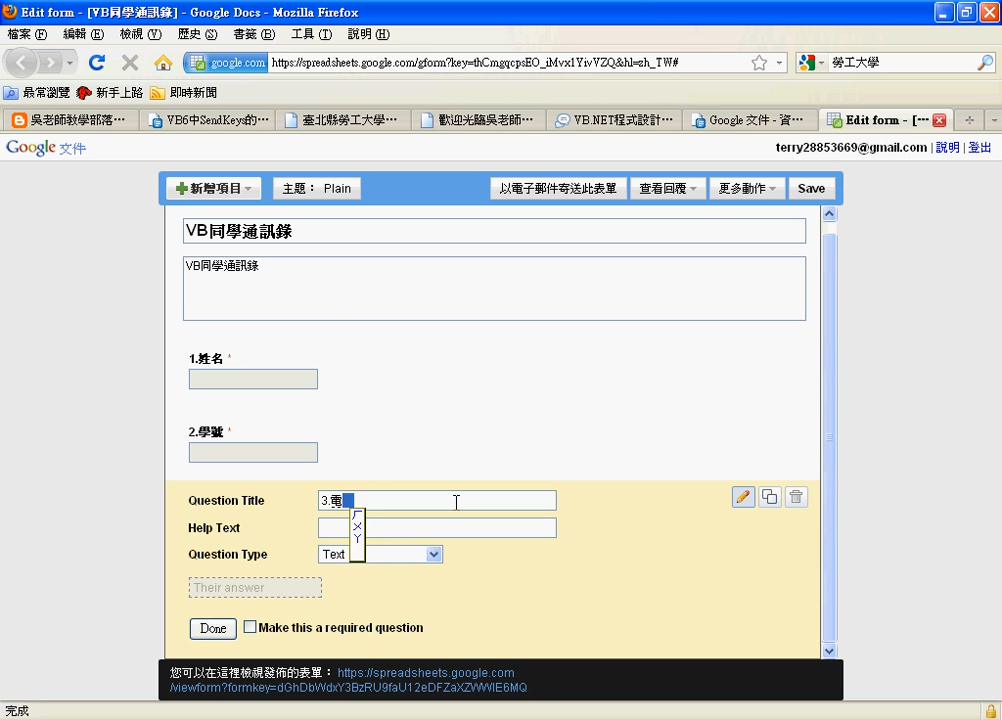 Edit form - [VB同學通訊錄] - Google Docs - Mozilla Firefox
檔案(F) 編輯(E) 檢視(V) 歷史(S) 書籤(B) 工具(T) 說明(H)
google.com https://spreadsheets.google.com/gform?key=thCmgqcpsEO_iMvx1YivVZQ&hl=zh_TW# 勞工大學
最常瀏覽 新手上路 即時新聞
吳老師教學部落… VB6中SendKeys的… 臺北縣勞工大學… 歡迎光臨吳老師… VB.NET程式設計… Google 文件 - 資… Edit form - […
Google 文件 terry28853669@gmail.com | 說明 | 登出
新增項目 主題： Plain 以電子郵件寄送此表單 查看回覆 更多動作 Save
VB同學通訊錄
VB同學通訊錄
1.姓名 *
2.學號 *
Question Title 3.電
ㄏㄨㄚ
Help Text
Question Type Text
Their answer
Done Make this a required question
您可以在這裡檢視發佈的表單： https://spreadsheets.google.com
/viewform?formkey=dGhDbWdxY3BzRU9faU12eDFZaXZWWlE6MQ
完成